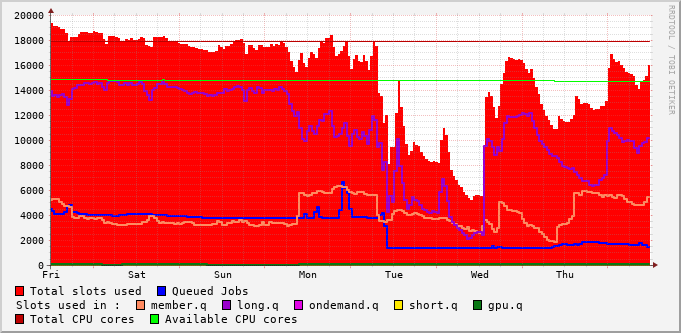 20000
18000
16000
14000
12000
10000
8000
6000
4000
2000
0
Fri Sat Sun Mon Tue Wed Thu
RRDTOOL / TOBI OETIKER
Total slots used Queued Jobs
Slots used in : member.q long.q ondemand.q short.q gpu.q
Total CPU cores Available CPU cores